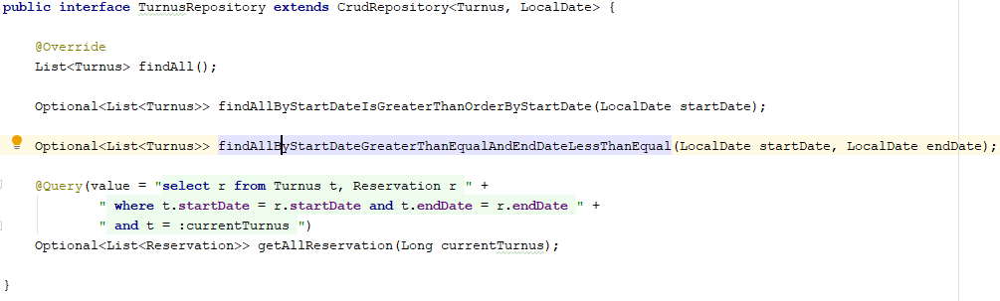 public interface TurnusRepository extends CrudRepository<Turnus, LocalDate> {
@Override
List<Turnus> findAll();
Optional<List<Turnus>> findAllByStartDateIsGreaterThanOrderByStartDate(LocalDate startDate);
Optional<List<Turnus>> findAllByStartDateGreaterThanEqualAndEndDateLessThanEqual(LocalDate startDate, LocalDate endDate);
@Query(value = "select r from Turnus t, Reservation r " +
" where t.startDate = r.startDate and t.endDate = r.endDate " +
" and t = :currentTurnus ")
Optional<List<Reservation>> getAllReservation(Long currentTurnus);
}